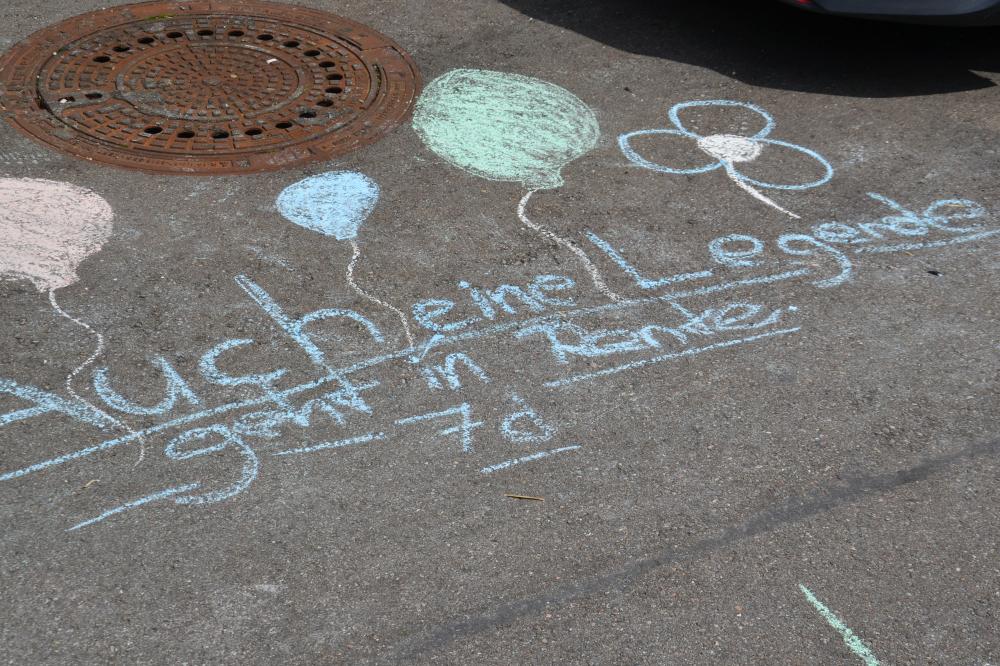 Auch eine Legende
geht in Rente.
7d